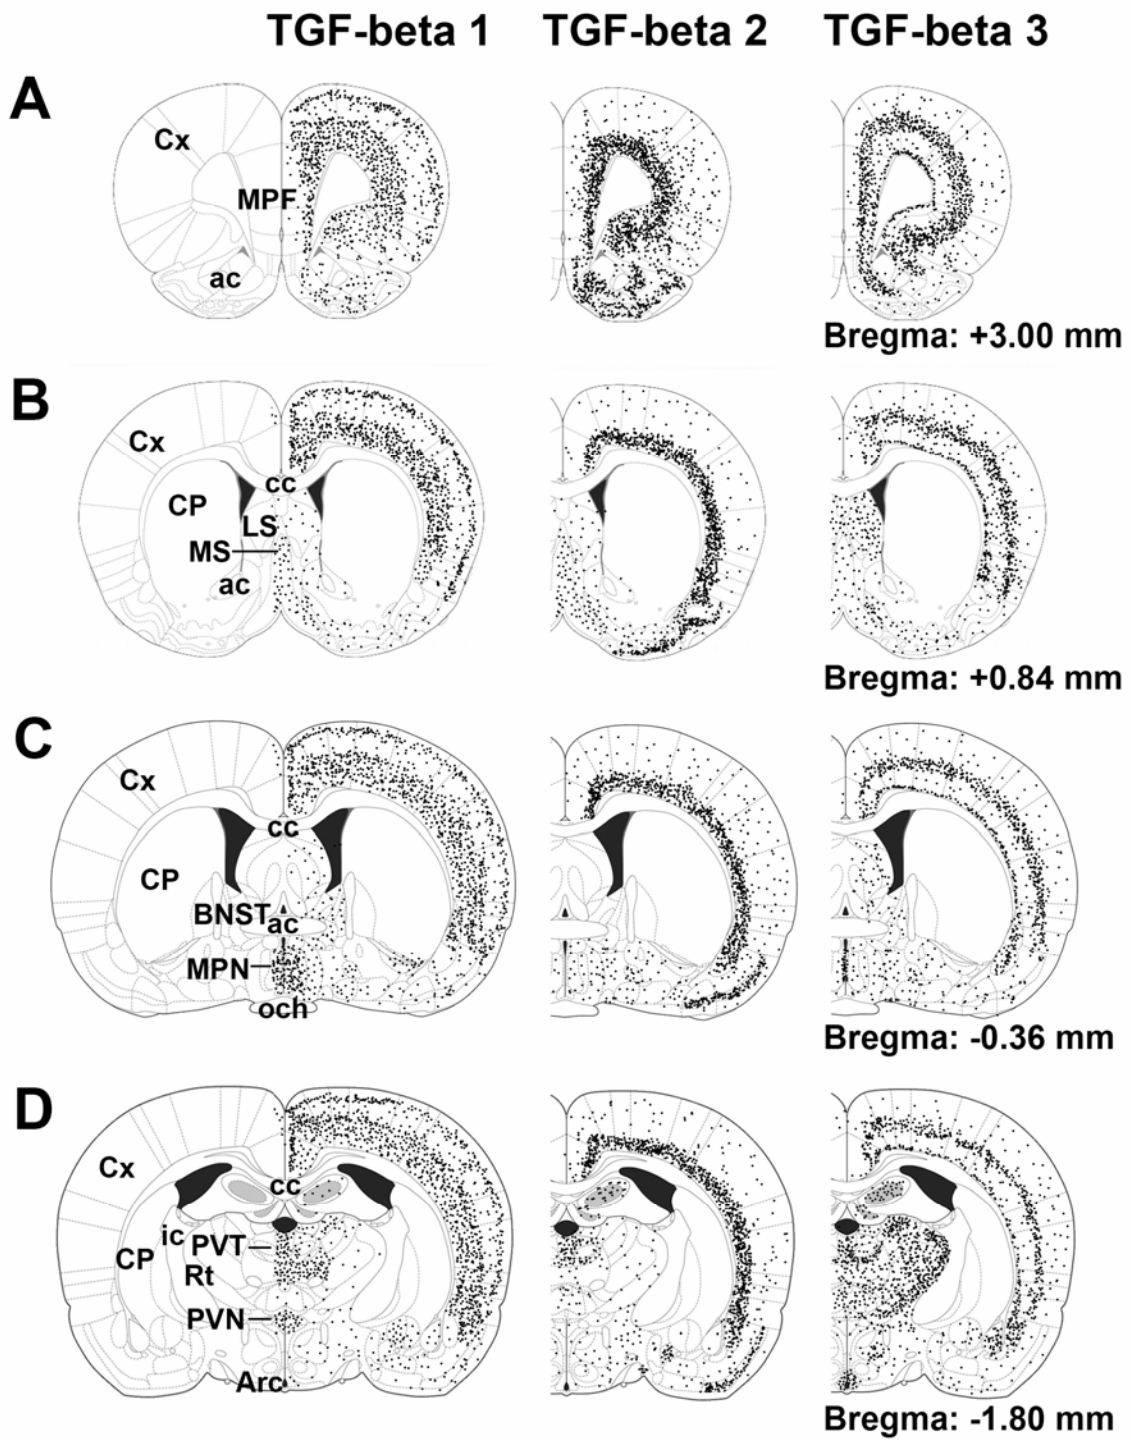 TGF-beta 1 TGF-beta 2 TGF-beta 3
A
Cx
MPF
ac
Bregma: +3.00 mm
B
Cx
cc
CP
LS
MS
ac
Bregma: +0.84 mm
C
Cx
cc
CP
BNST
ac
MPN
och
Bregma: -0.36 mm
D
Cx
cc
ic
CP
PVT
Rt
PVN
Arc
Bregma: -1.80 mm